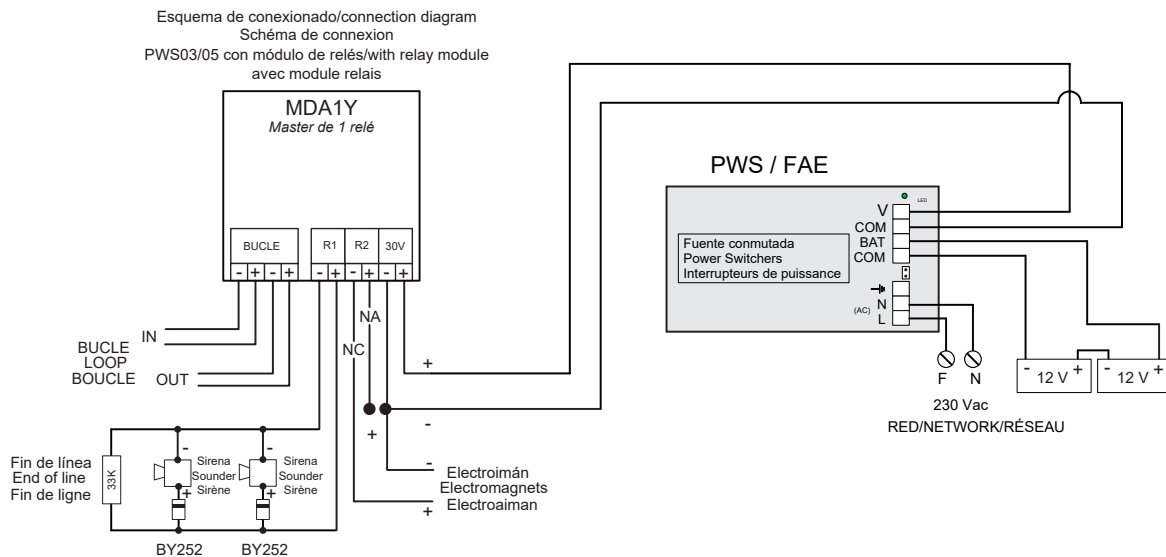 Esquema de conexionado/connection diagram
Schéma de connexion
PWS03/05 con módulo de relés/with relay module
avec module relais
MDA1Y
Master de 1 relé
BUCLE
R1
R2
30V
- + - +
- +
- +
- +
IN
BUCLE
LOOP
BOUCLE
OUT
NA
NC
+
+
-
-
Electroimán
Electromagnets
Electroaiman
+
Fin de línea
End of line
Fin de ligne
33K
-
Sirena
Sounder
Sirène
+
BY252
-
Sirena
Sounder
Sirène
+
BY252
PWS / FAE
LED
V
COM
BAT
COM
Fuente conmutada
Power Switchers
Interrupteurs de puissance
(AC)
N
L
F
N
230 Vac
RED/NETWORK/RÉSEAU
- 12 V +
- 12 V +